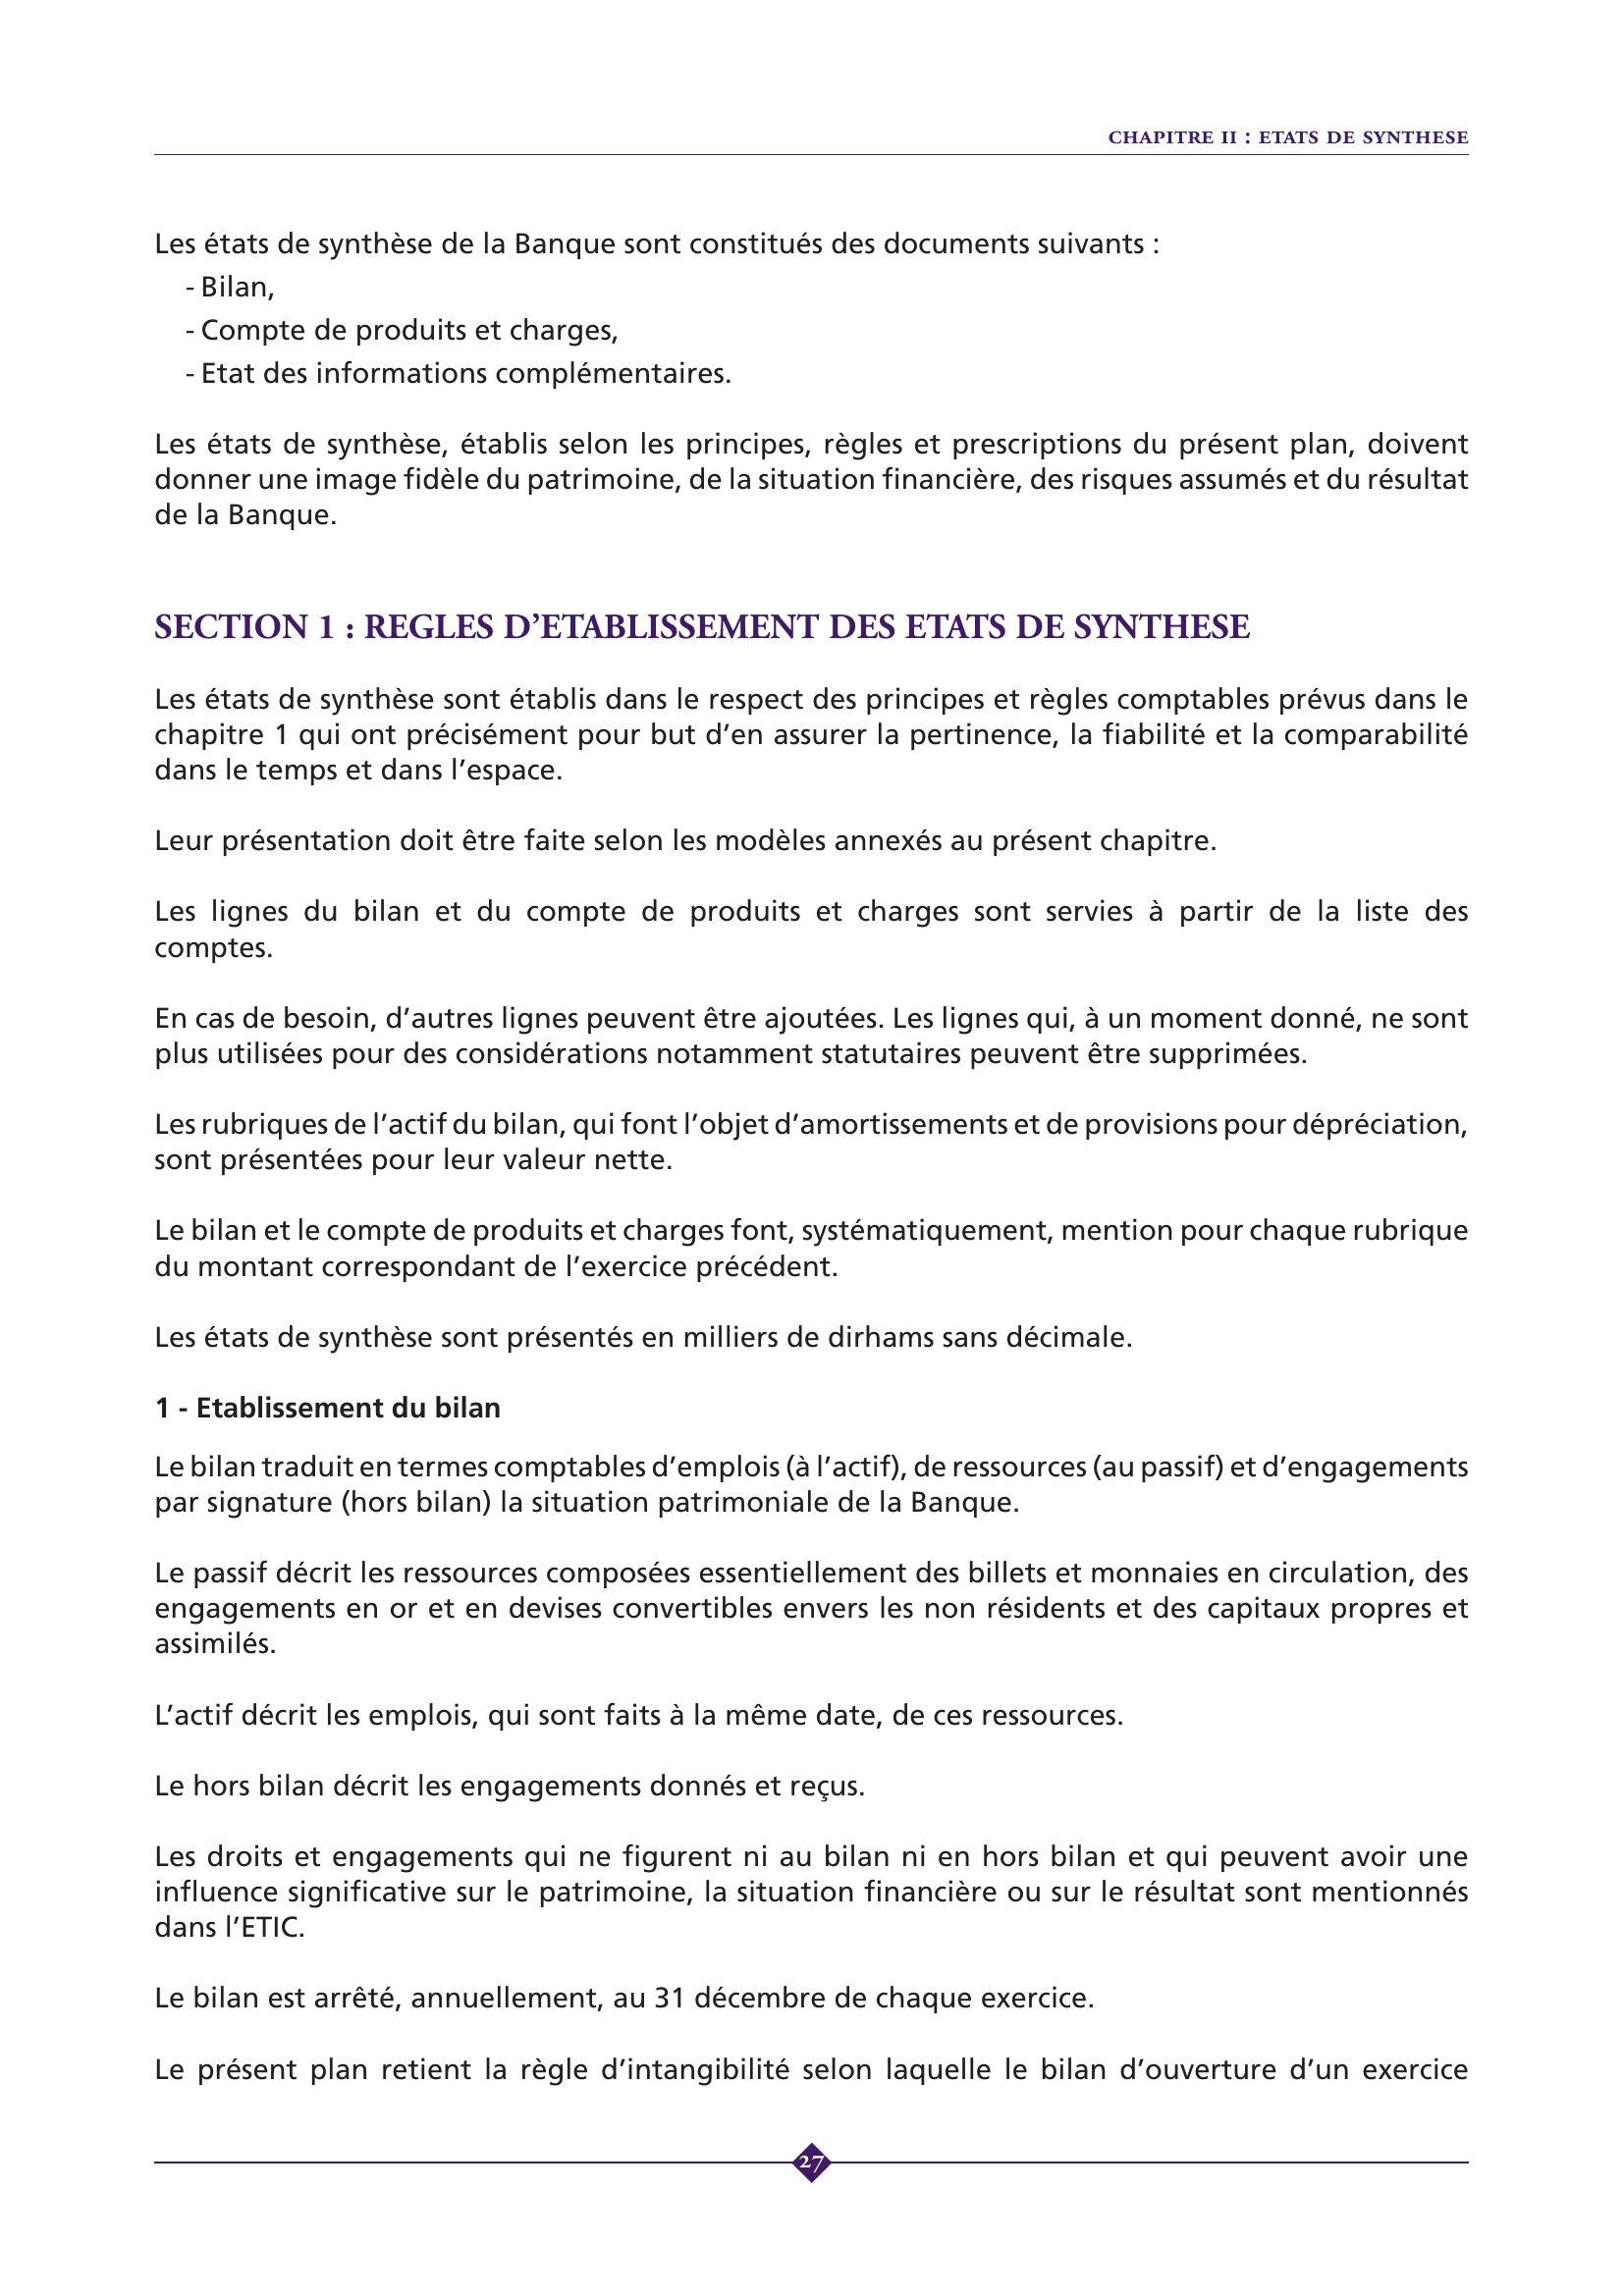 CHAPITRE II : ETATS DE SYNTHESE
Les états de synthèse de la Banque sont constitués des documents suivants :
- Bilan,
- Compte de produits et charges,
- Etat des informations complémentaires.
Les états de synthèse, établis selon les principes, règles et prescriptions du présent plan, doivent
donner une image fidèle du patrimoine, de la situation financière, des risques assumés et du résultat
de la Banque.
SECTION 1 : REGLES D’ETABLISSEMENT DES ETATS DE SYNTHESE
Les états de synthèse sont établis dans le respect des principes et règles comptables prévus dans le
chapitre 1 qui ont précisément pour but d’en assurer la pertinence, la fiabilité et la comparabilité
dans le temps et dans l’espace.
Leur présentation doit être faite selon les modèles annexés au présent chapitre.
Les lignes du bilan et du compte de produits et charges sont servies à partir de la liste des
comptes.
En cas de besoin, d’autres lignes peuvent être ajoutées. Les lignes qui, à un moment donné, ne sont
plus utilisées pour des considérations notamment statutaires peuvent être supprimées.
Les rubriques de l’actif du bilan, qui font l’objet d’amortissements et de provisions pour dépréciation,
sont présentées pour leur valeur nette.
Le bilan et le compte de produits et charges font, systématiquement, mention pour chaque rubrique
du montant correspondant de l’exercice précédent.
Les états de synthèse sont présentés en milliers de dirhams sans décimale.
1 - Etablissement du bilan
Le bilan traduit en termes comptables d’emplois (à l’actif), de ressources (au passif) et d’engagements
par signature (hors bilan) la situation patrimoniale de la Banque.
Le passif décrit les ressources composées essentiellement des billets et monnaies en circulation, des
engagements en or et en devises convertibles envers les non résidents et des capitaux propres et
assimilés.
L’actif décrit les emplois, qui sont faits à la même date, de ces ressources.
Le hors bilan décrit les engagements donnés et reçus.
Les droits et engagements qui ne figurent ni au bilan ni en hors bilan et qui peuvent avoir une
influence significative sur le patrimoine, la situation financière ou sur le résultat sont mentionnés
dans l’ETIC.
Le bilan est arrêté, annuellement, au 31 décembre de chaque exercice.
Le présent plan retient la règle d’intangibilité selon laquelle le bilan d’ouverture d’un exercice
27